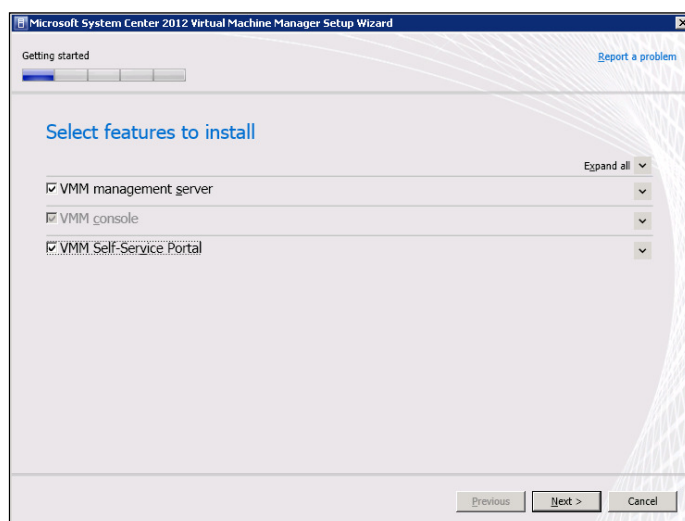 Microsoft System Center 2012 Virtual Machine Manager Setup Wizard
Getting started
Report a problem
Select features to install
Expand all
VMM management server
VMM console
VMM Self-Service Portal
Previous
Next >
Cancel